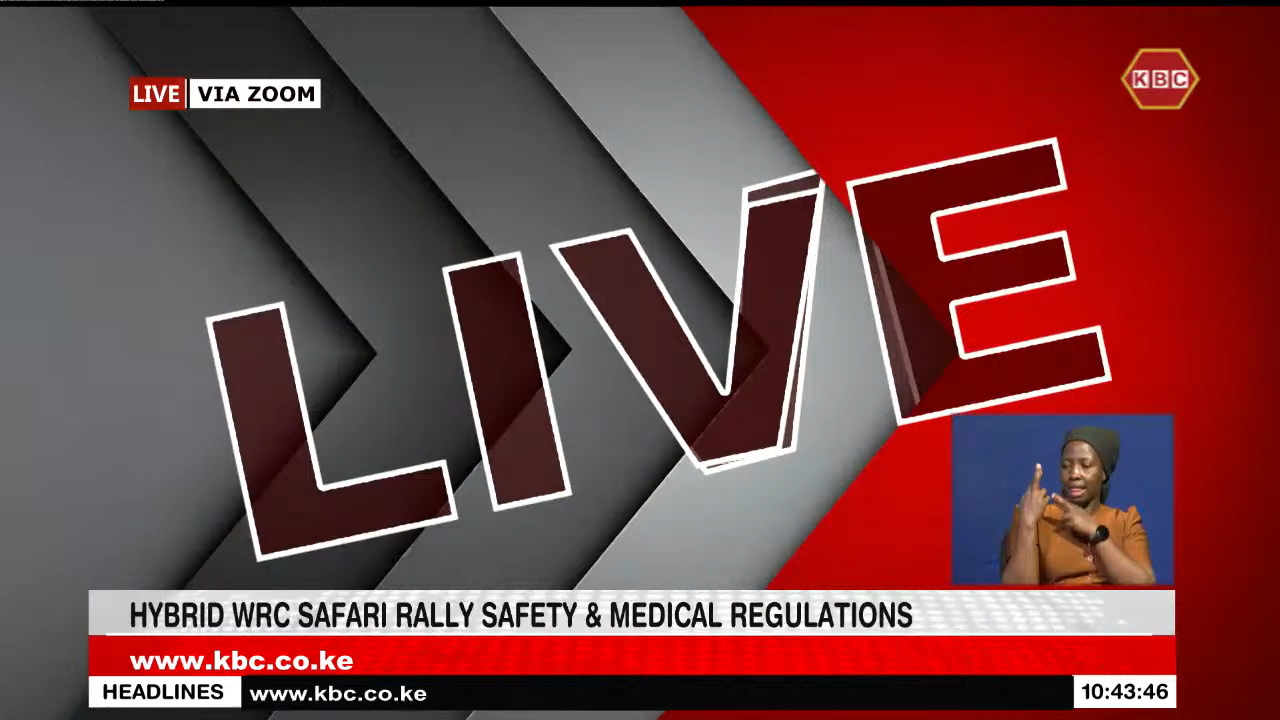 LIVE VIA ZOOM
KBC
LIVE
HYBRID WRC SAFARI RALLY SAFETY & MEDICAL REGULATIONS
www.kbc.co.ke
HEADLINES www.kbc.co.ke 10:43:46